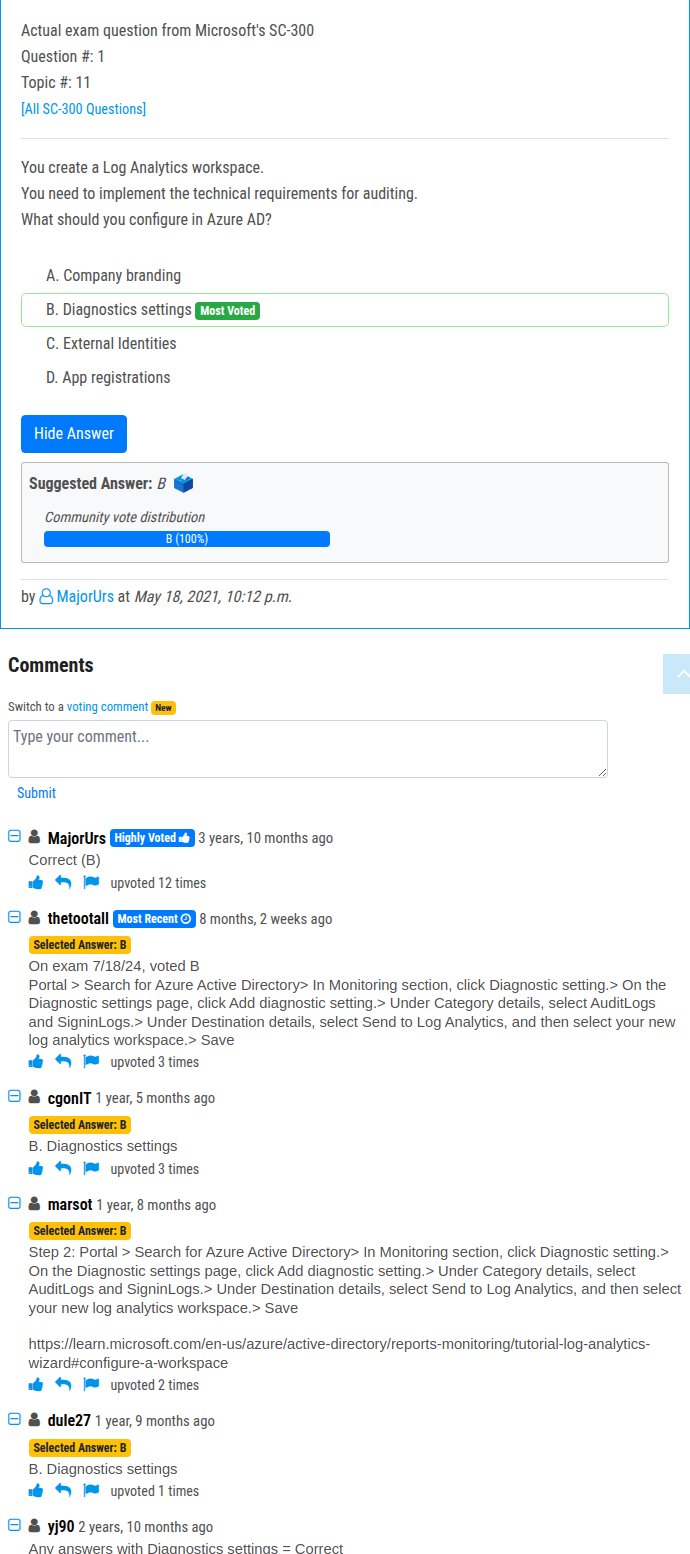 Actual exam question from Microsoft's SC-300
Question #: 1
Topic #: 11
[All SC-300 Questions]
You create a Log Analytics workspace.
You need to implement the technical requirements for auditing.
What should you configure in Azure AD?
A. Company branding
B. Diagnostics settings Most Voted
C. External Identities
D. App registrations
Hide Answer
Suggested Answer: B
Community vote distribution
B (100%)
by MajorUrs at May 18, 2021, 10:12 p.m.
Comments
Switch to a voting comment New
Type your comment...
Submit
MajorUrs Highly Voted 3 years, 10 months ago
Correct (B)
upvoted 12 times
thetootall Most Recent 8 months, 2 weeks ago
Selected Answer: B
On exam 7/18/24, voted B
Portal > Search for Azure Active Directory> In Monitoring section, click Diagnostic setting.> On the
Diagnostic settings page, click Add diagnostic setting.> Under Category details, select AuditLogs
and SigninLogs.> Under Destination details, select Send to Log Analytics, and then select your new
log analytics workspace.> Save
upvoted 3 times
cgonIT 1 year, 5 months ago
Selected Answer: B
B. Diagnostics settings
upvoted 3 times
marsot 1 year, 8 months ago
Selected Answer: B
Step 2: Portal > Search for Azure Active Directory> In Monitoring section, click Diagnostic setting.>
On the Diagnostic settings page, click Add diagnostic setting.> Under Category details, select
AuditLogs and SigninLogs.> Under Destination details, select Send to Log Analytics, and then select
your new log analytics workspace.> Save
https://learn.microsoft.com/en-us/azure/active-directory/reports-monitoring/tutorial-log-analytics-
wizard#configure-a-workspace
upvoted 2 times
dule27 1 year, 9 months ago
Selected Answer: B
B. Diagnostics settings
upvoted 1 times
yj90 2 years, 10 months ago
Any answers with Diagnostics settings = Correct